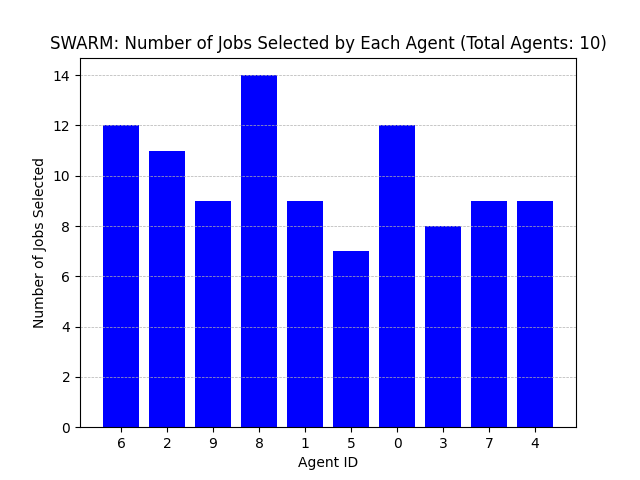 SWARM: Number of Jobs Selected by Each Agent (Total Agents: 10)
Number of Jobs Selected
14
12
10
8
6
4
2
0
6 2 9 8 1 5 0 3 7 4
Agent ID